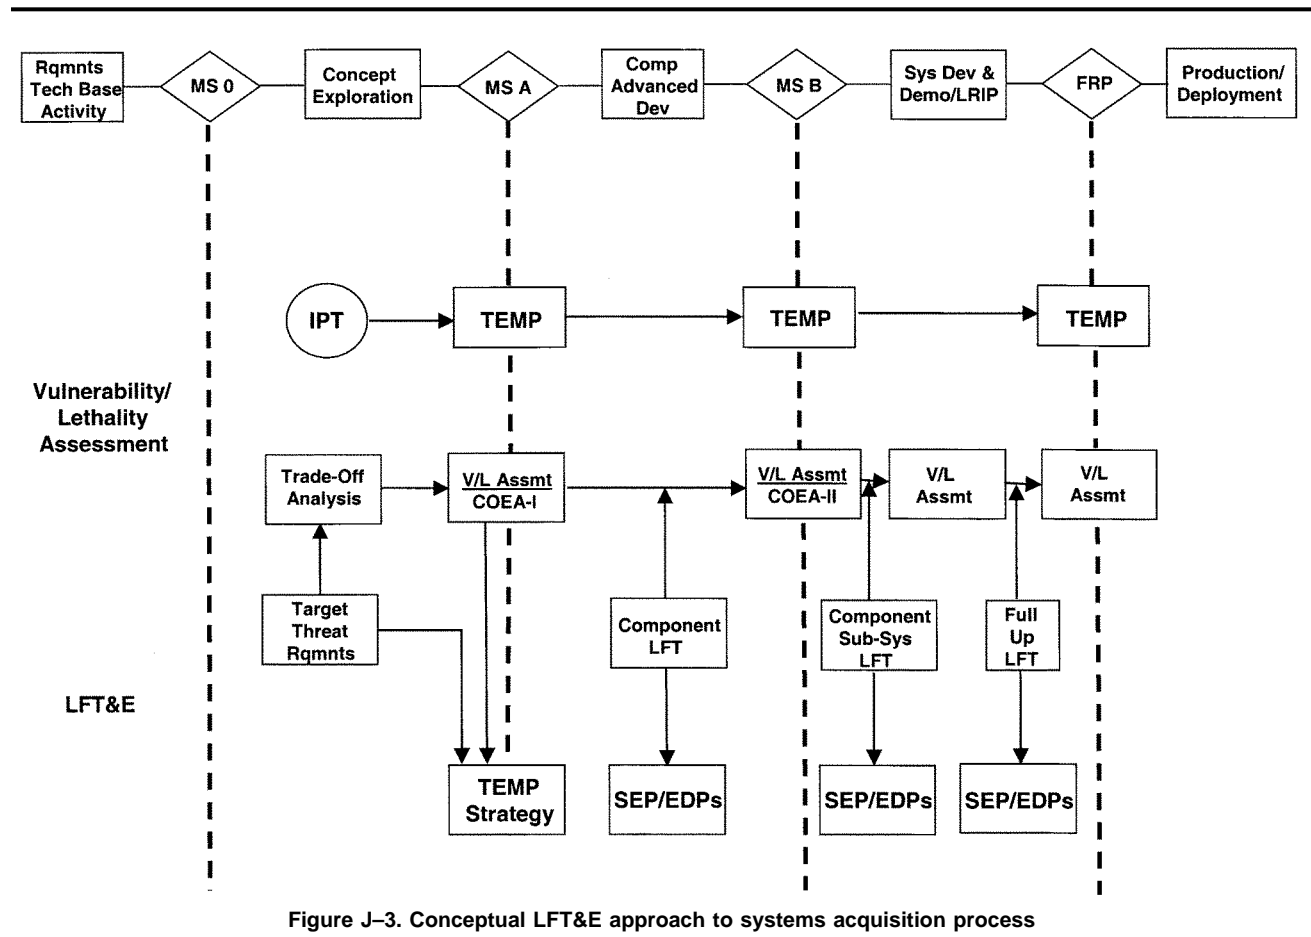 Rqmnts
Tech Base
Activity
MS 0
Concept
Exploration
MS A
Comp
Advanced
Dev
MS B
Sys Dev &
Demo/LRIP
FRP
Production/
Deployment
IPT
TEMP
TEMP
TEMP
Vulnerability/
Lethality
Assessment
Trade-Off
Analysis
V/L Assmt
COEA-I
V/L Assmt
COEA-II
V/L
Assmt
V/L
Assmt
Target
Threat
Rqmnts
Component
LFT
Component
Sub-Sys
LFT
Full
Up
LFT
LFT&E
TEMP
Strategy
SEP/EDPs
SEP/EDPs
SEP/EDPs
Figure J–3. Conceptual LFT&E approach to systems acquisition process